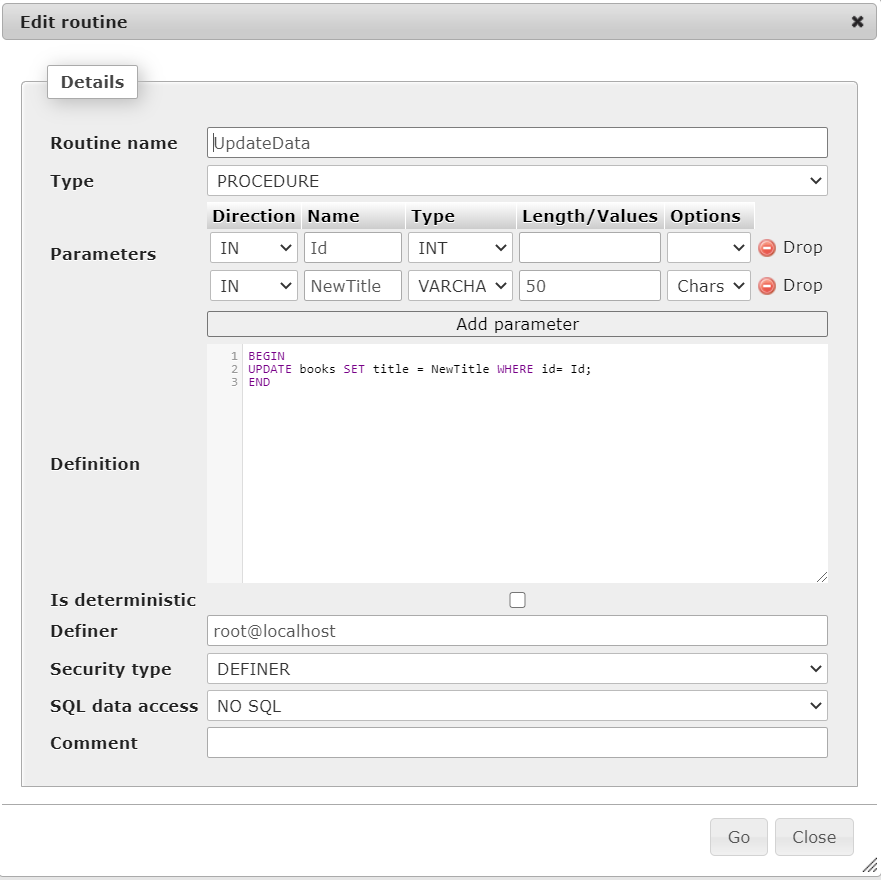 Edit routine ✖
Details
Routine name UpdateData
Type PROCEDURE
Direction Name Type Length/Values Options
Parameters
IN Id INT Drop
IN NewTitle VARCHA 50 Chars Drop
Add parameter
Definition
1 BEGIN
2 UPDATE books SET title = NewTitle WHERE id= Id;
3 END
Is deterministic
Definer root@localhost
Security type DEFINER
SQL data access NO SQL
Comment
Go Close